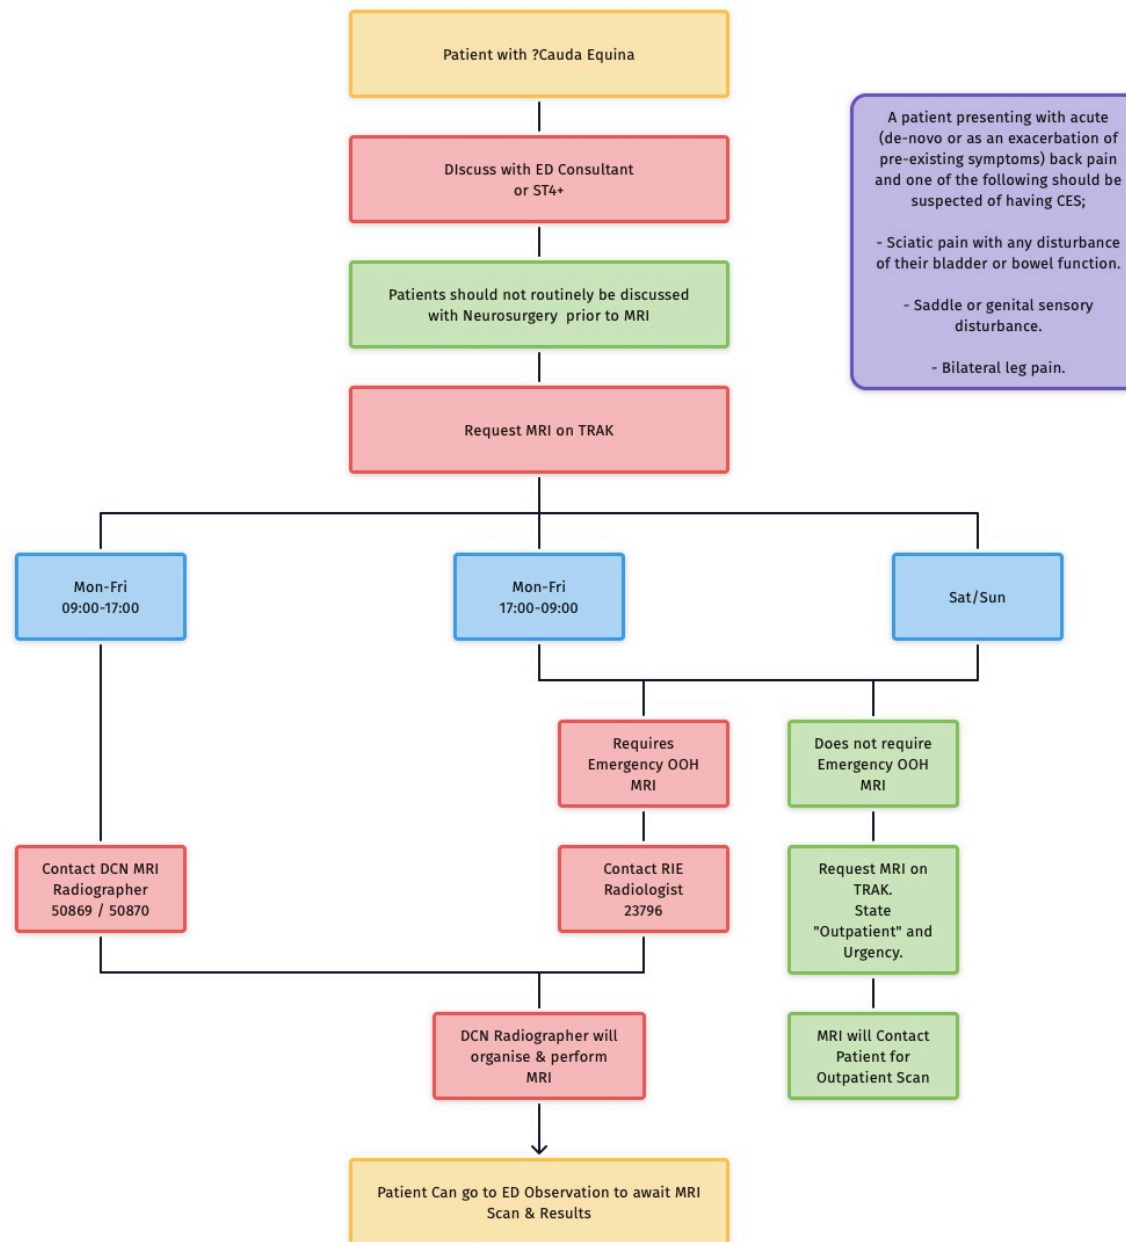 Patient with ?Cauda Equina
DIscuss with ED Consultant
or ST4+
Patients should not routinely be discussed
with Neurosurgery prior to MRI
Request MRI on TRAK
A patient presenting with acute
(de-novo or as an exacerbation of
pre-existing symptoms) back pain
and one of the following should be
suspected of having CES;
- Sciatic pain with any disturbance
of their bladder or bowel function.
- Saddle or genital sensory
disturbance.
- Bilateral leg pain.
Mon-Fri
09:00-17:00
Mon-Fri
17:00-09:00
Sat/Sun
Requires
Emergency OOH
MRI
Does not require
Emergency OOH
MRI
Contact DCN MRI
Radiographer
50869 / 50870
Contact RIE
Radiologist
23796
Request MRI on
TRAK.
State
"Outpatient" and
Urgency.
DCN Radiographer will
organise & perform
MRI
MRI will Contact
Patient for
Outpatient Scan
Patient Can go to ED Observation to await MRI
Scan & Results